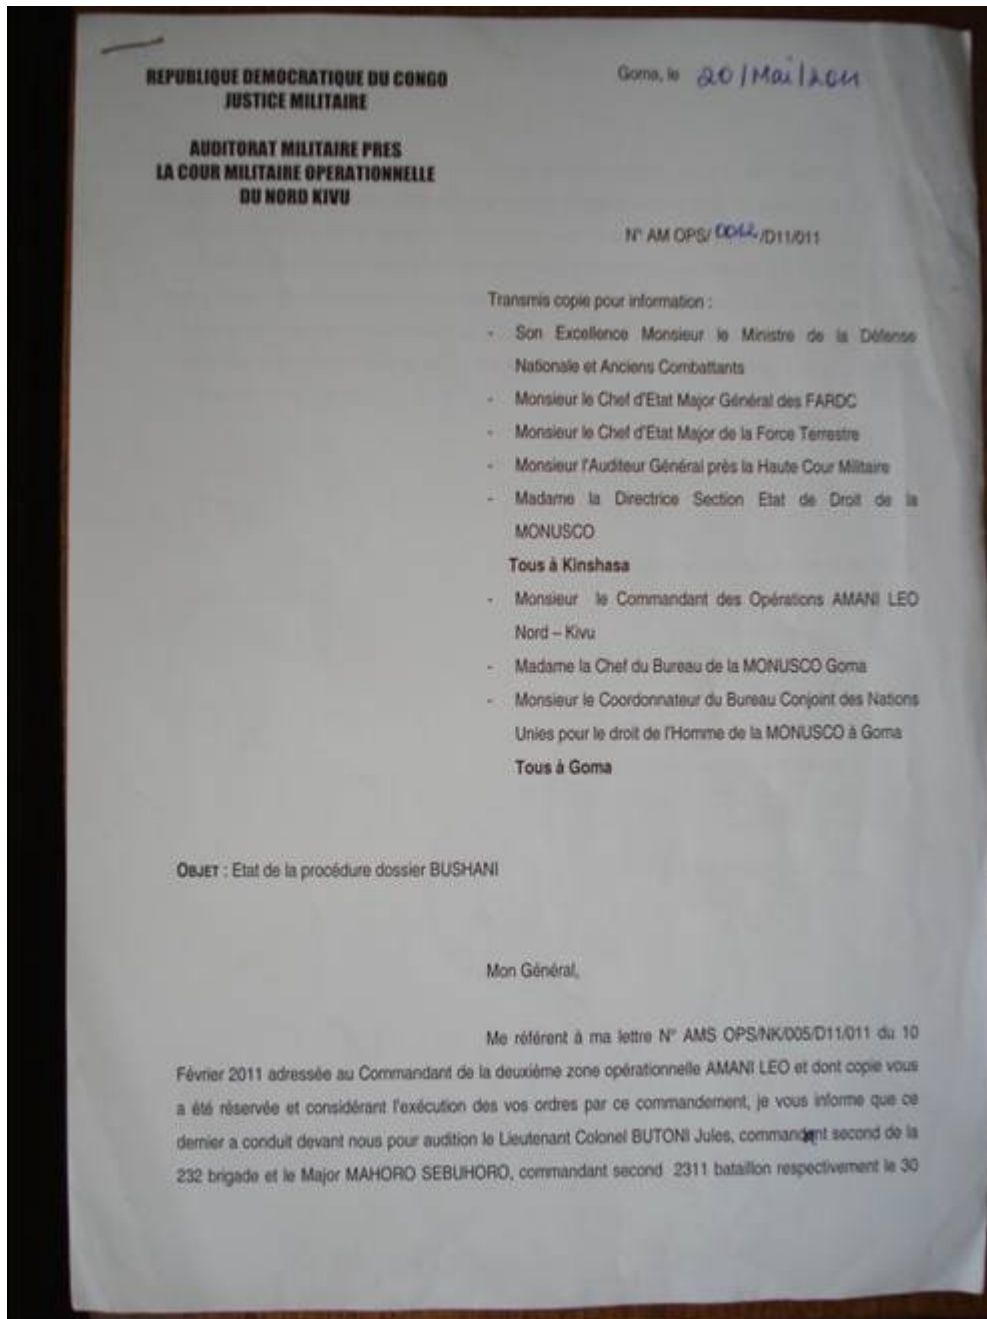 REPUBLIQUE DEMOCRATIQUE DU CONGO
JUSTICE MILITAIRE
Goma, le 20/Mai/2011
AUDITORAT MILITAIRE PRES
LA COUR MILITAIRE OPERATIONNELLE
DU NORD KIVU
N° AM OPS/ /D11/011
Transmis copie pour information :
- Son Excellence Monsieur le Ministre de la Défense
Nationale et Anciens Combattants
- Monsieur le Chef d'Etat Major Général des FARDC
- Monsieur le Chef d'Etat Major de la Force Terrestre
- Monsieur l'Auditeur Général près la Haute Cour Militaire
- Madame la Directrice Section Etat de Droit de la
MONUSCO
Tous à Kinshasa
- Monsieur le Commandant des Opérations AMANI LEO
Nord – Kivu
- Madame la Chef du Bureau de la MONUSCO Goma
- Monsieur le Coordonnateur du Bureau Conjoint des Nations
Unies pour le droit de l'Homme de la MONUSCO à Goma
Tous à Goma
OBJET : Etat de la procédure dossier BUSHANI
Mon Général,
Me référent à ma lettre N° AMS OPS/NK/005/D11/011 du 10
Février 2011 adressée au Commandant de la deuxième zone opérationnelle AMANI LEO et dont copie vous
a été réservée et considérant l'exécution des vos ordres par ce commandement, je vous informe que ce
dernier a conduit devant nous pour audition le Lieutenant Colonel BUTONI Jules, commandant second de la
232 brigade et le Major MAHORO SEBUHORO, commandant second 2311 bataillon respectivement le 30